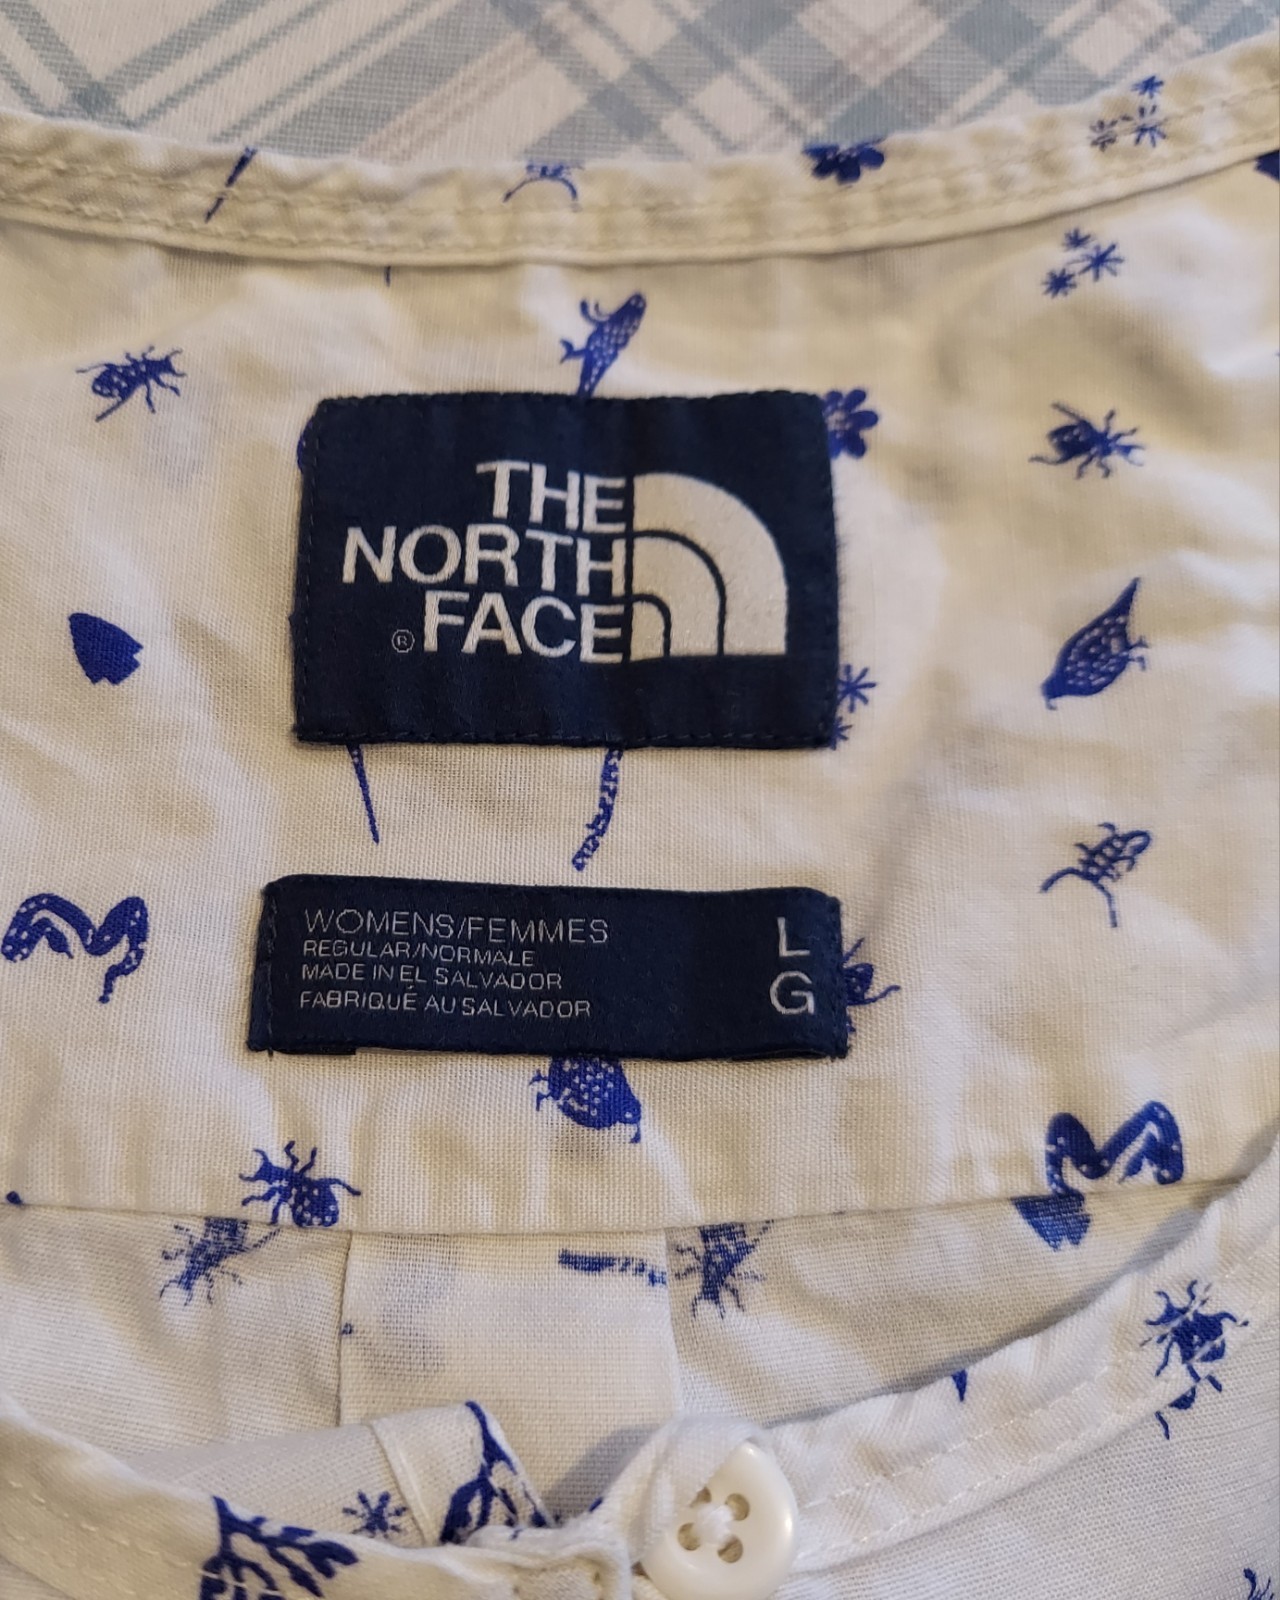 THE
NORTH
® FACE
WOMENS/FEMMES
REGULAR/NORMALE
MADE IN EL SALVADOR
FABRIQUÉ AU SALVADOR
L
G